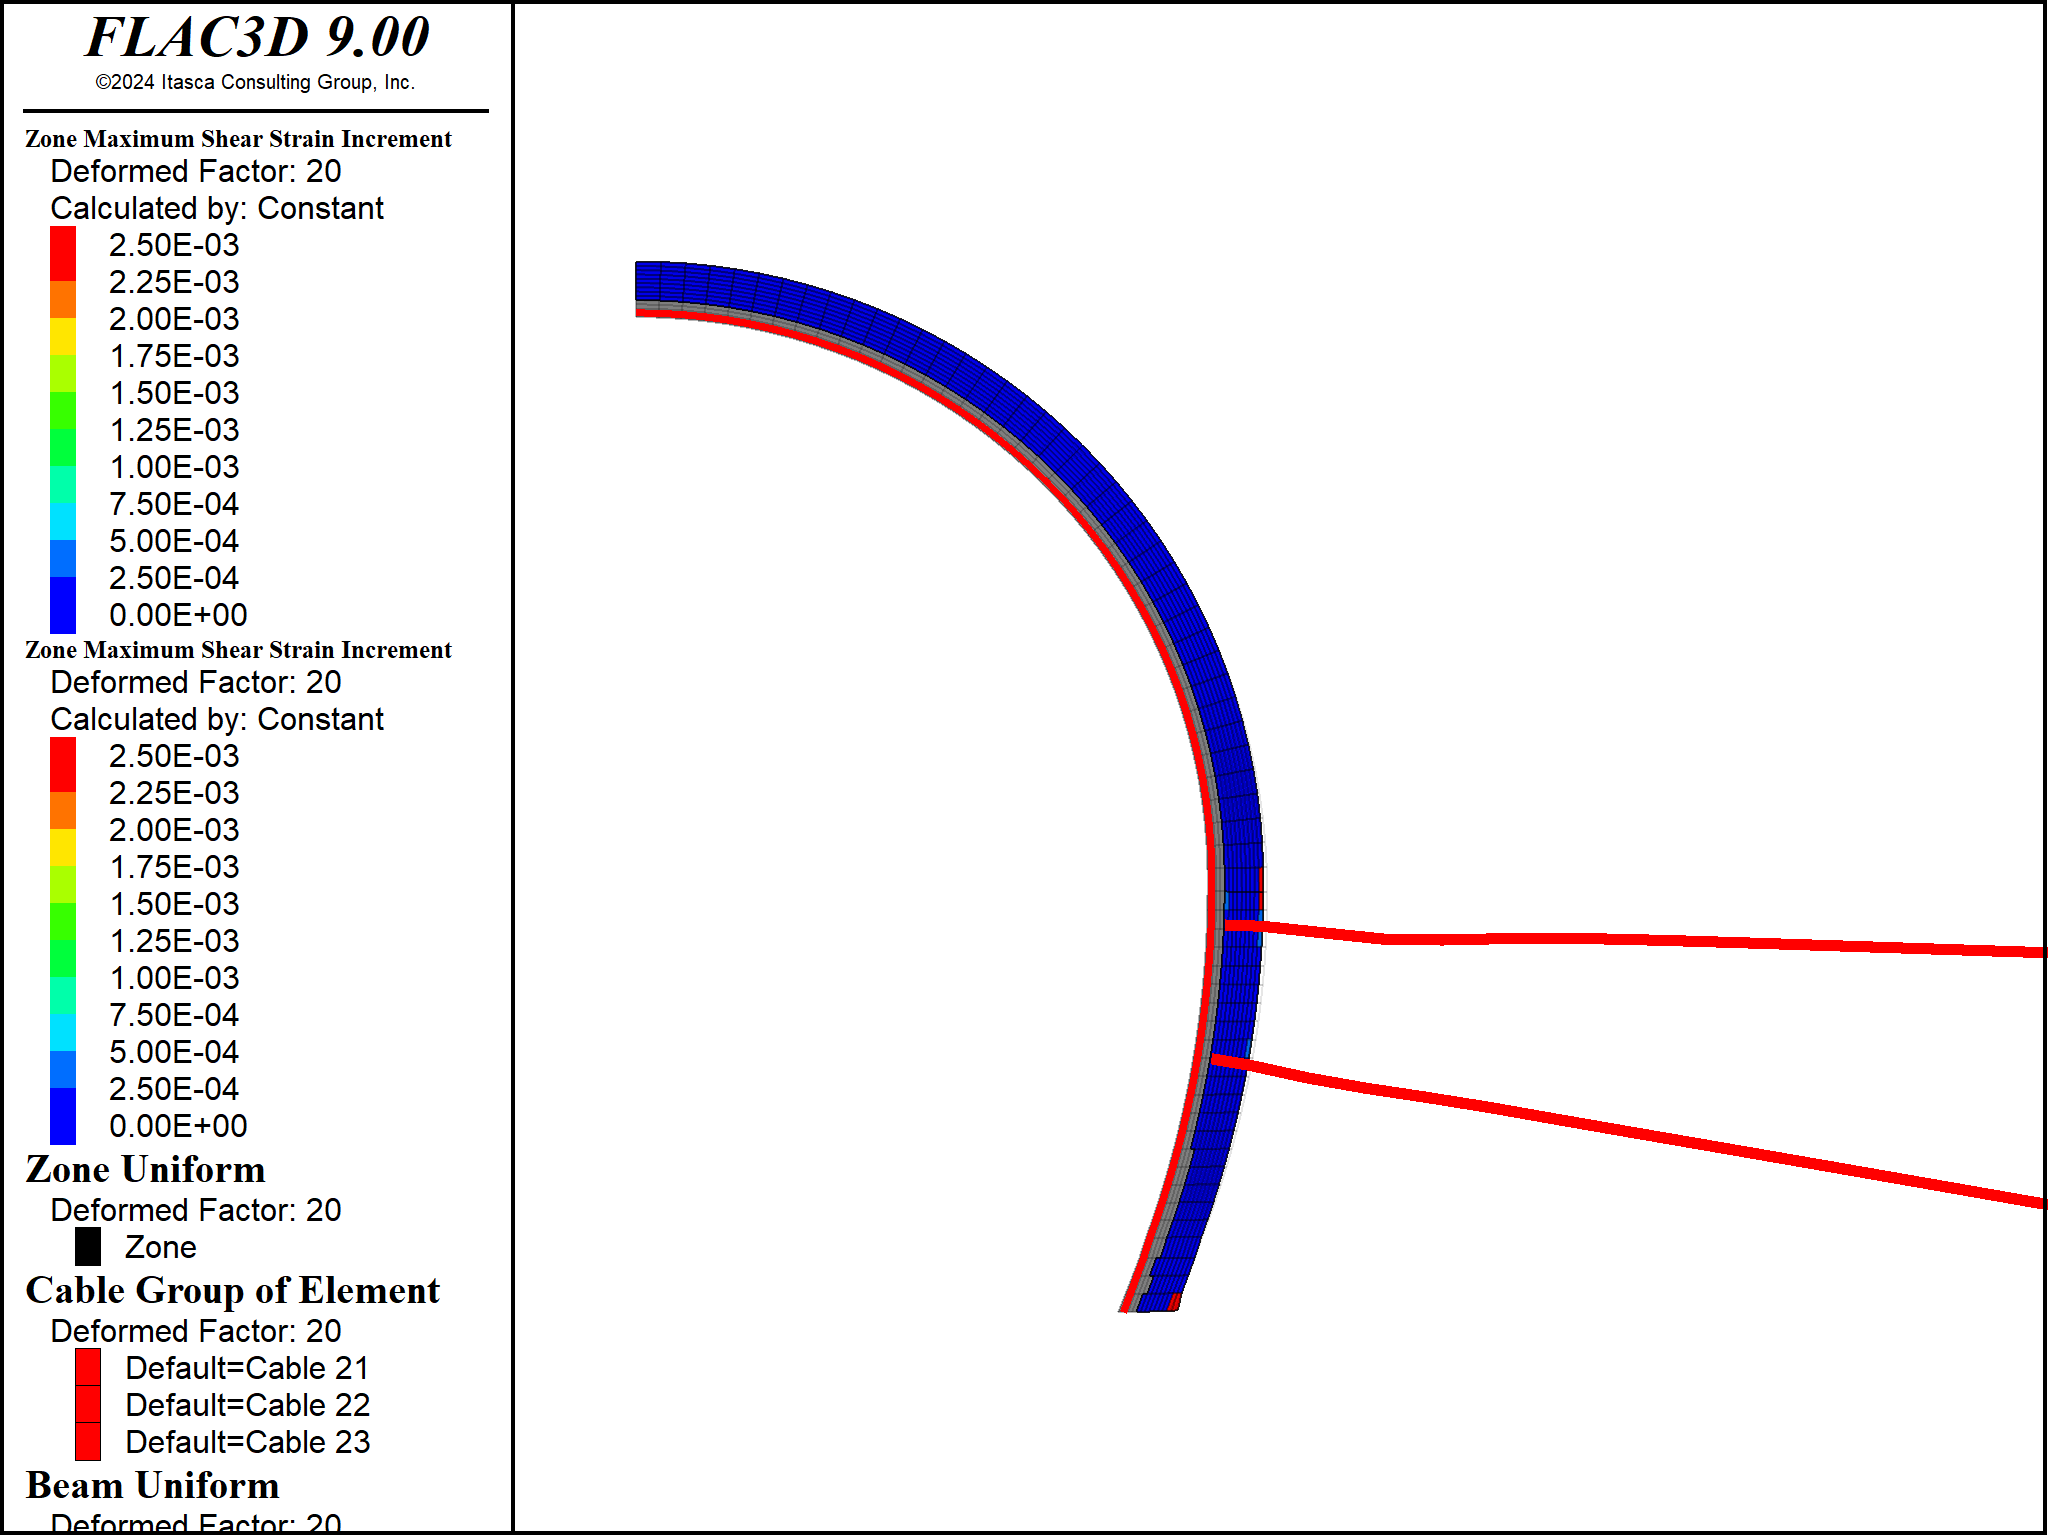 FLAC3D 9.00
©2024 Itasca Consulting Group, Inc.
Zone Maximum Shear Strain Increment
Deformed Factor: 20
Calculated by: Constant
2.50E-03
2.25E-03
2.00E-03
1.75E-03
1.50E-03
1.25E-03
1.00E-03
7.50E-04
5.00E-04
2.50E-04
0.00E+00
Zone Maximum Shear Strain Increment
Deformed Factor: 20
Calculated by: Constant
2.50E-03
2.25E-03
2.00E-03
1.75E-03
1.50E-03
1.25E-03
1.00E-03
7.50E-04
5.00E-04
2.50E-04
0.00E+00
Zone Uniform
Deformed Factor: 20
Zone
Cable Group of Element
Deformed Factor: 20
Default=Cable 21
Default=Cable 22
Default=Cable 23
Beam Uniform
Deformed Factor: 20